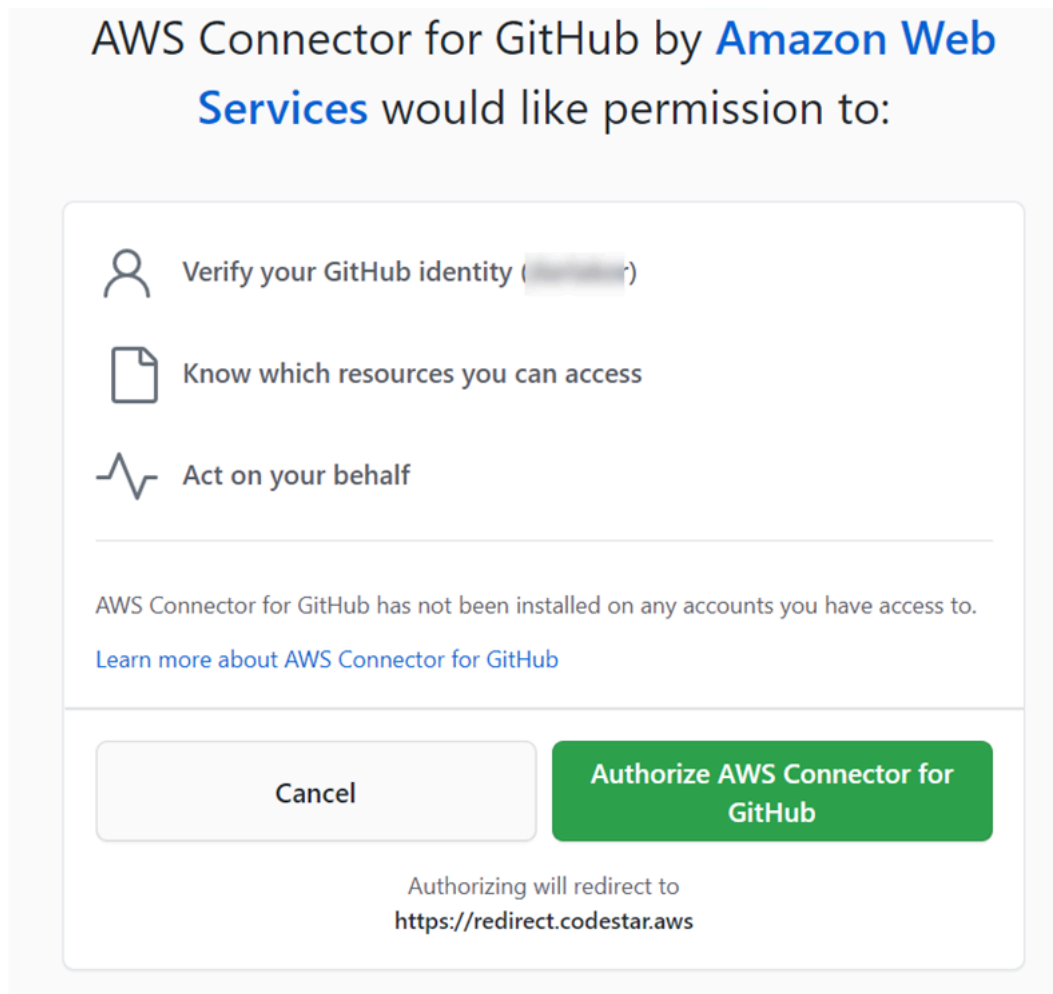 AWS Connector for GitHub by Amazon Web
Services would like permission to:
Verify your GitHub identity ( r)
Know which resources you can access
Act on your behalf
AWS Connector for GitHub has not been installed on any accounts you have access to.
Learn more about AWS Connector for GitHub
Cancel
Authorize AWS Connector for
GitHub
Authorizing will redirect to
https://redirect.codestar.aws